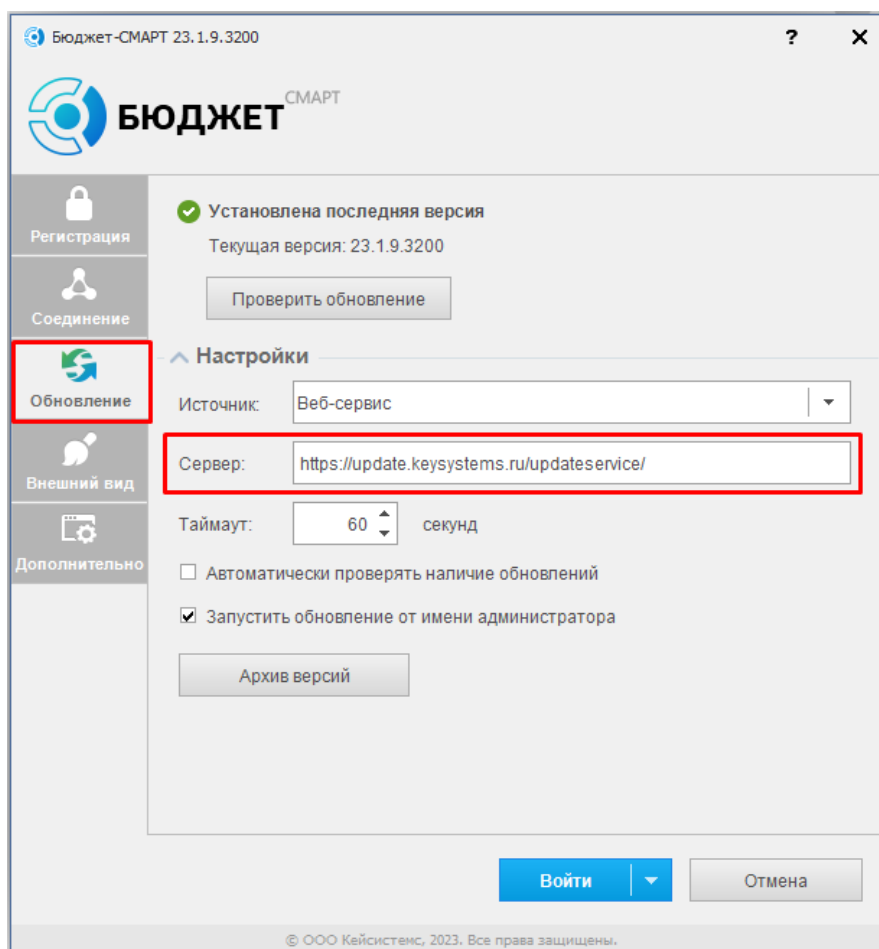 Бюджет-СМАРТ 23.1.9.3200
?
БЮДЖЕТ СМАРТ
Регистрация
Соединение
Обновление
Внешний вид
Дополнительно
Установлена последняя версия
Текущая версия: 23.1.9.3200
Проверить обновление
Настройки
Источник: Веб-сервис
Сервер: https://update.keysystems.ru/updateservice/
Таймаут: 60 секунд
Автоматически проверять наличие обновлений
Запустить обновление от имени администратора
Архив версий
Войти Отмена
© ООО Кейсистемс, 2023. Все права защищены.